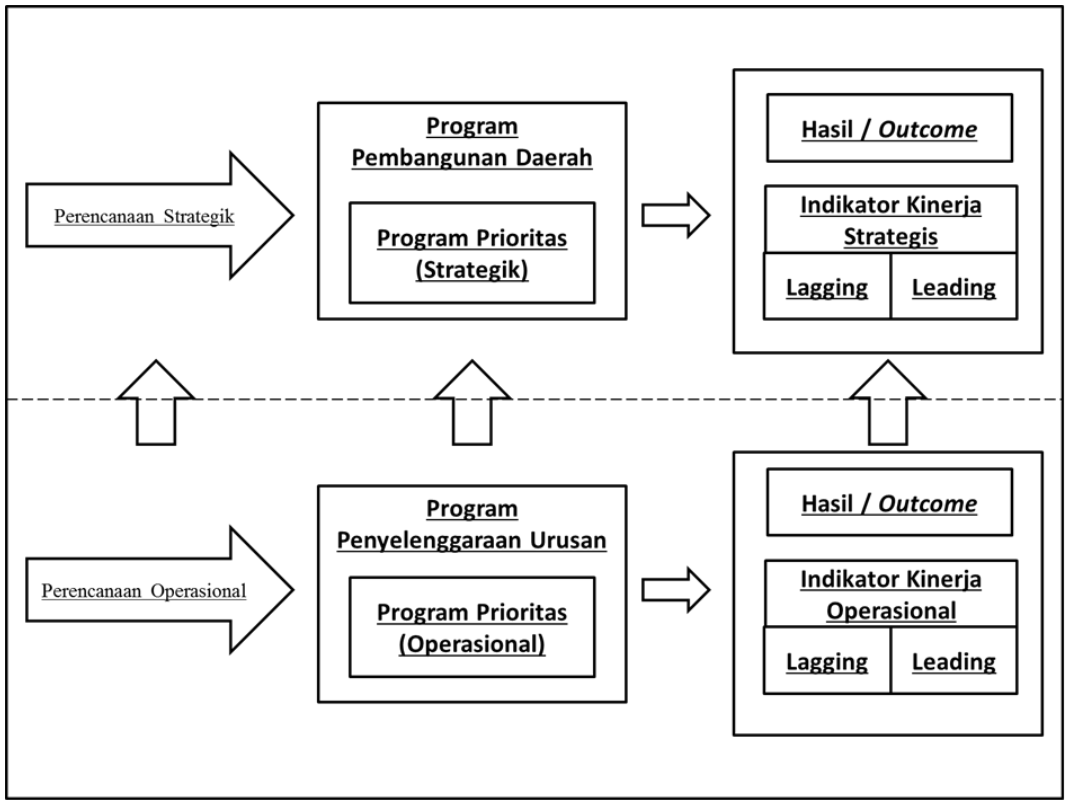 Perencanaan Strategik
Program
Pembangunan Daerah
Program Prioritas
(Strategik)
Hasil / Outcome
Indikator Kinerja
Strategis
Lagging
Leading
Perencanaan Operasional
Program
Penyelenggaraan Urusan
Program Prioritas
(Operasional)
Hasil / Outcome
Indikator Kinerja
Operasional
Lagging
Leading